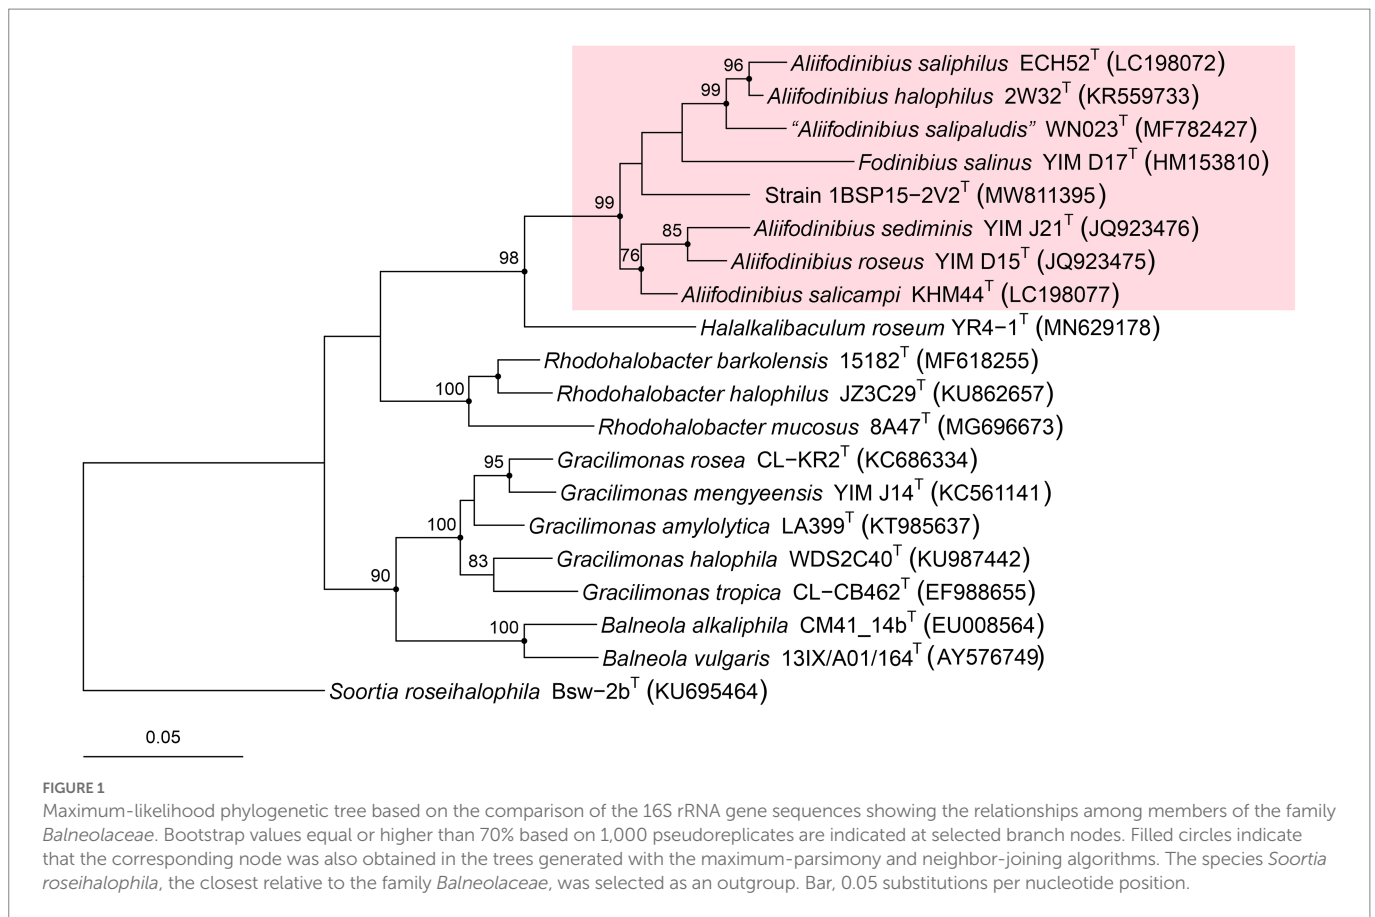 96 Aliifodinibius saliphilus ECH52T (LC198072)
99 Aliifodinibius halophilus 2W32T (KR559733)
“Aliifodinibius salipaludis” WN023T (MF782427)
Fodinibius salinus YIM D17T (HM153810)
99 Strain 1BSP15−2V2T (MW811395)
85 Aliifodinibius sediminis YIM J21T (JQ923476)
98 76 Aliifodinibius roseus YIM D15T (JQ923475)
Aliifodinibius salicampi KHM44T (LC198077)
Halalkalibaculum roseum YR4−1T (MN629178)
Rhodohalobacter barkolensis 15182T (MF618255)
100 Rhodohalobacter halophilus JZ3C29T (KU862657)
Rhodohalobacter mucosus 8A47T (MG696673)
95 Gracilimonas rosea CL−KR2T (KC686334)
Gracilimonas mengyeensis YIM J14T (KC561141)
100 Gracilimonas amylolytica LA399T (KT985637)
83 Gracilimonas halophila WDS2C40T (KU987442)
90 Gracilimonas tropica CL−CB462T (EF988655)
100 Balneola alkaliphila CM41_14bT (EU008564)
Balneola vulgaris 13IX/A01/164T (AY576749)
Soortia roseihalophila Bsw−2bT (KU695464)
0.05
FIGURE 1
Maximum-likelihood phylogenetic tree based on the comparison of the 16S rRNA gene sequences showing the relationships among members of the family
Balneolaceae. Bootstrap values equal or higher than 70% based on 1,000 pseudoreplicates are indicated at selected branch nodes. Filled circles indicate
that the corresponding node was also obtained in the trees generated with the maximum-parsimony and neighbor-joining algorithms. The species Soortia
roseihalophila, the closest relative to the family Balneolaceae, was selected as an outgroup. Bar, 0.05 substitutions per nucleotide position.